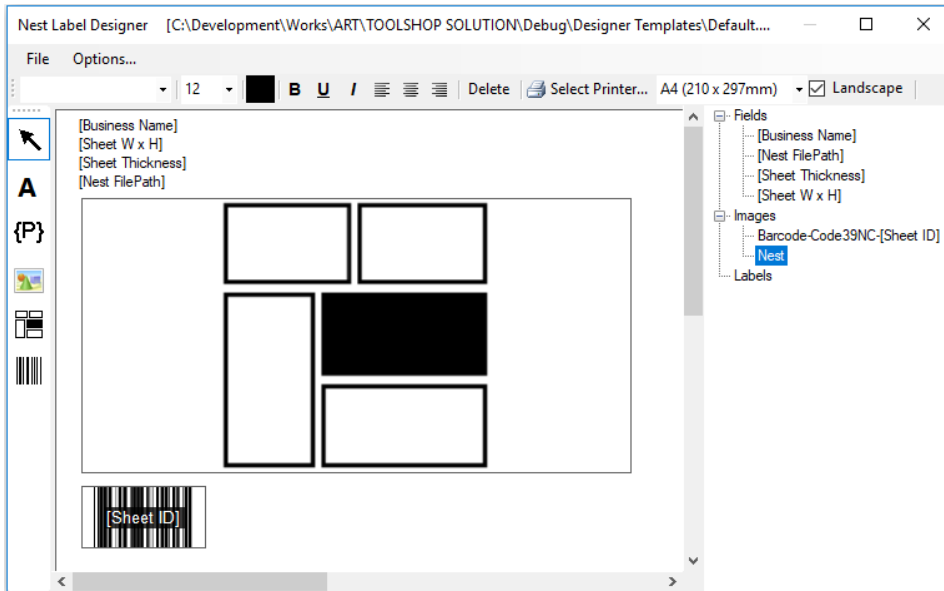 Nest Label Designer [C:\Development\Works\ART\TOOLSHOP SOLUTION\Debug\Designer Templates\Default....
File Options...
12 B U I Delete Select Printer... A4 (210 x 297mm) Landscape
A
{P}
[Business Name]
[Sheet W x H]
[Sheet Thickness]
[Nest FilePath]
[Sheet ID]
Fields
[Business Name]
[Nest FilePath]
[Sheet Thickness]
[Sheet W x H]
Images
Barcode-Code39NC-[Sheet ID]
Nest
Labels